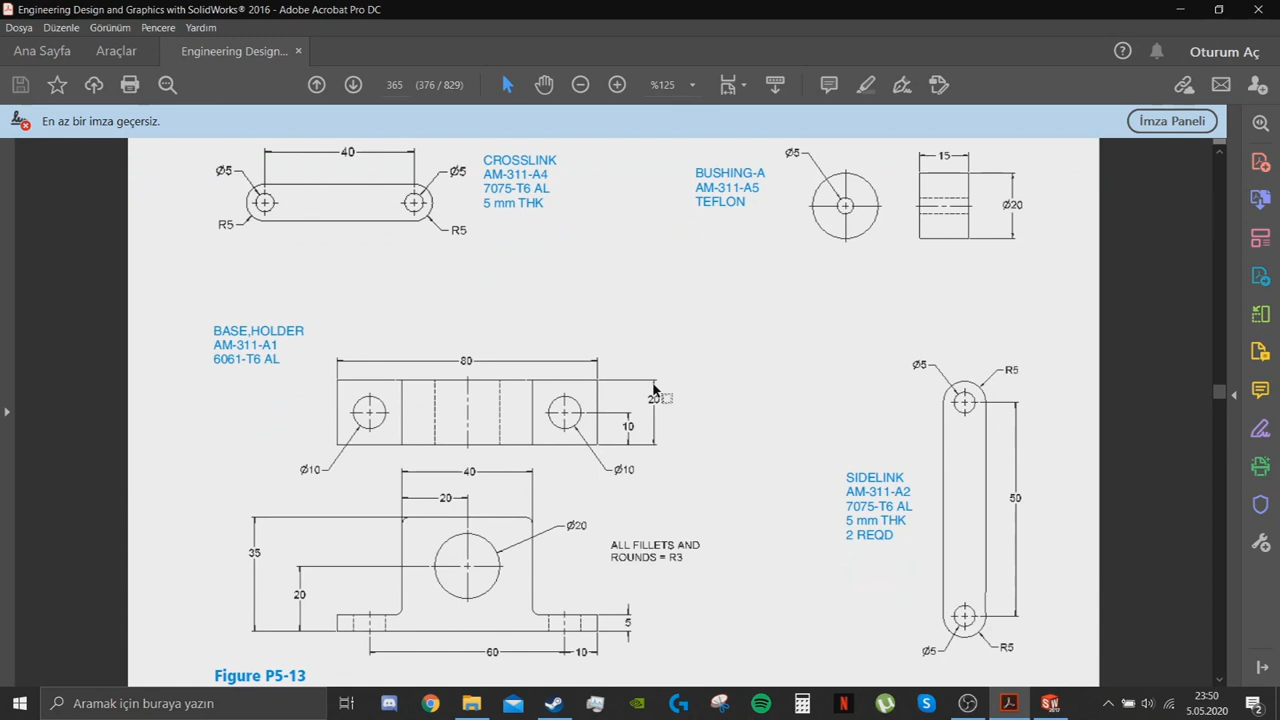 Engineering Design and Graphics with SolidWorks® 2016 - Adobe Acrobat Pro DC
Dosya Düzenle Görünüm Pencere Yardım
Ana Sayfa Araçlar Engineering Design... × Oturum Aç
365 (376 / 829) %125
En az bir imza geçersiz. İmza Paneli
40
Ø5 Ø5
R5 R5
CROSSLINK
AM-311-A4
7075-T6 AL
5 mm THK
BUSHING-A
AM-311-A5
TEFLON
Ø5
15
Ø20
BASE,HOLDER
AM-311-A1
6061-T6 AL
80
20
10
Ø10 Ø10
40
20
Ø20
35
20
ALL FILLETS AND
ROUNDS = R3
5
60 10
Ø5 R5
SIDELINK
AM-311-A2
7075-T6 AL
5 mm THK
2 REQD
50
Ø5 R5
Figure P5-13
Aramak için buraya yazın
23:50
5.05.2020
2